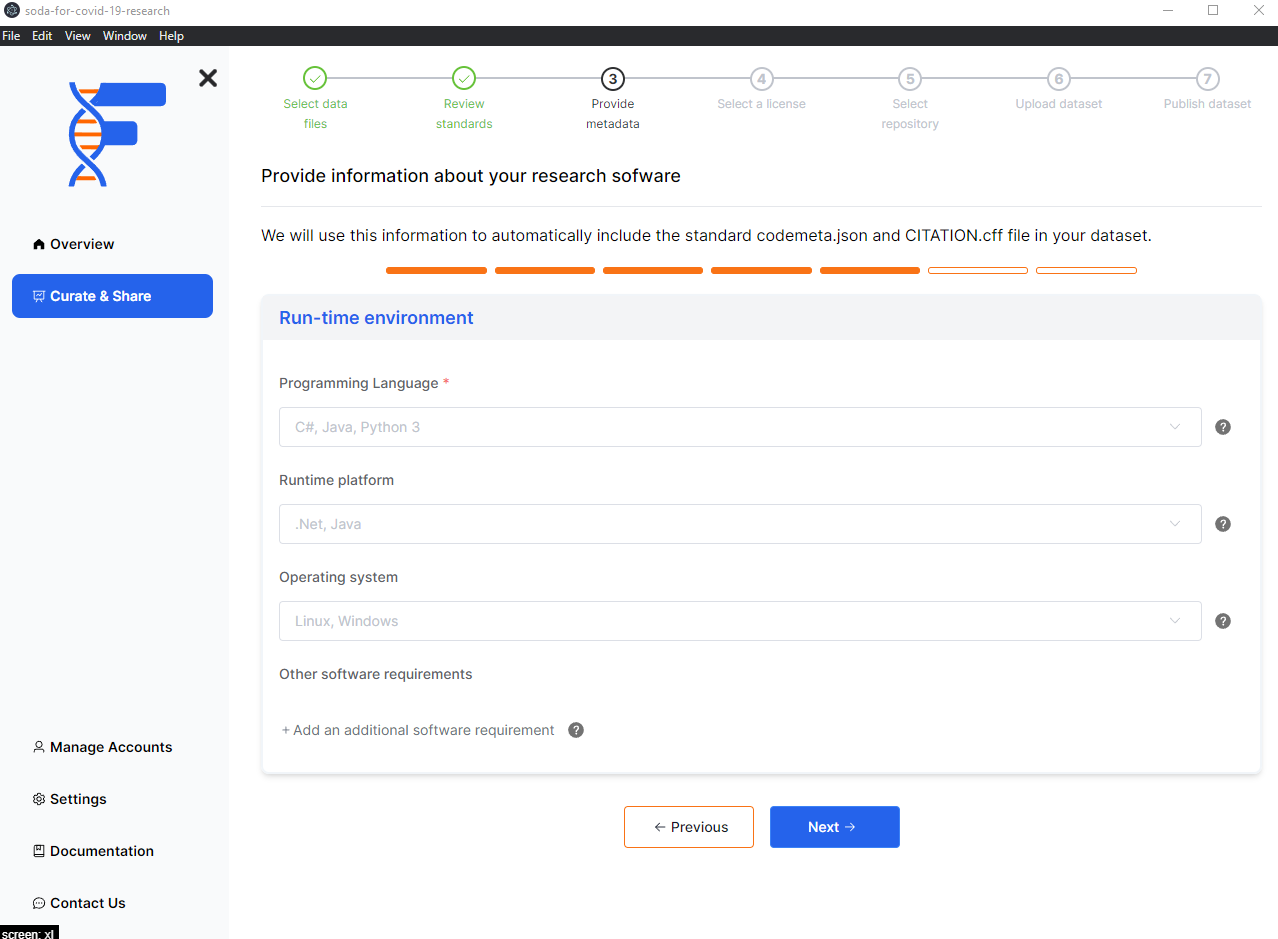 soda-for-covid-19-research
File Edit View Window Help
3 4 5 6 7
Select data files
Review standards
Provide metadata
Select a license
Select repository
Upload dataset
Publish dataset
Provide information about your research sofware
Overview
We will use this information to automatically include the standard codemeta.json and CITATION.cff file in your dataset.
Curate & Share
Run-time environment
Programming Language *
C#, Java, Python 3
?
Runtime platform
.Net, Java
?
Operating system
Linux, Windows
?
Other software requirements
+ Add an additional software requirement ?
Manage Accounts
Settings
Documentation
Contact Us
← Previous
Next →
screen: xl